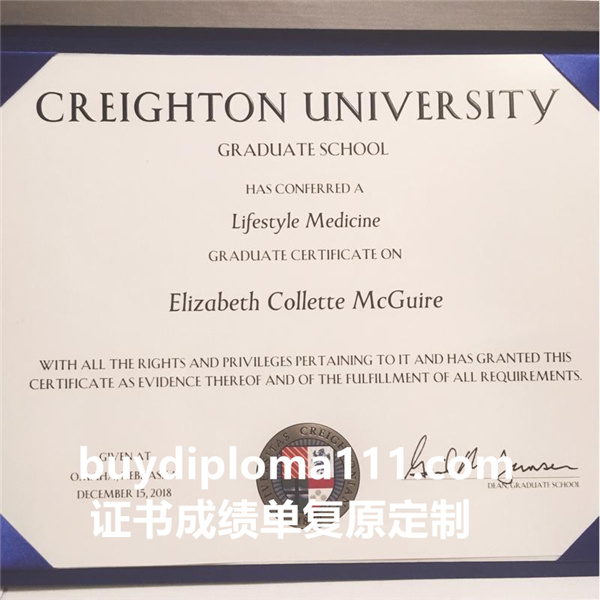 CREIGHTON UNIVERSITY
GRADUATE SCHOOL
HAS CONFERRED A
Lifestyle Medicine
GRADUATE CERTIFICATE ON
Elizabeth Collette McGuire
WITH ALL THE RIGHTS AND PRIVILEGES PERTAINING TO IT AND HAS GRANTED THIS
CERTIFICATE AS EVIDENCE THEREOF AND OF THE FULFILLMENT OF ALL REQUIREMENTS.
GIVEN AT
buydiploma111.com
DECEMBER 15, 2018
DEAN, GRADUATE SCHOOL
证书成绩单复原定制